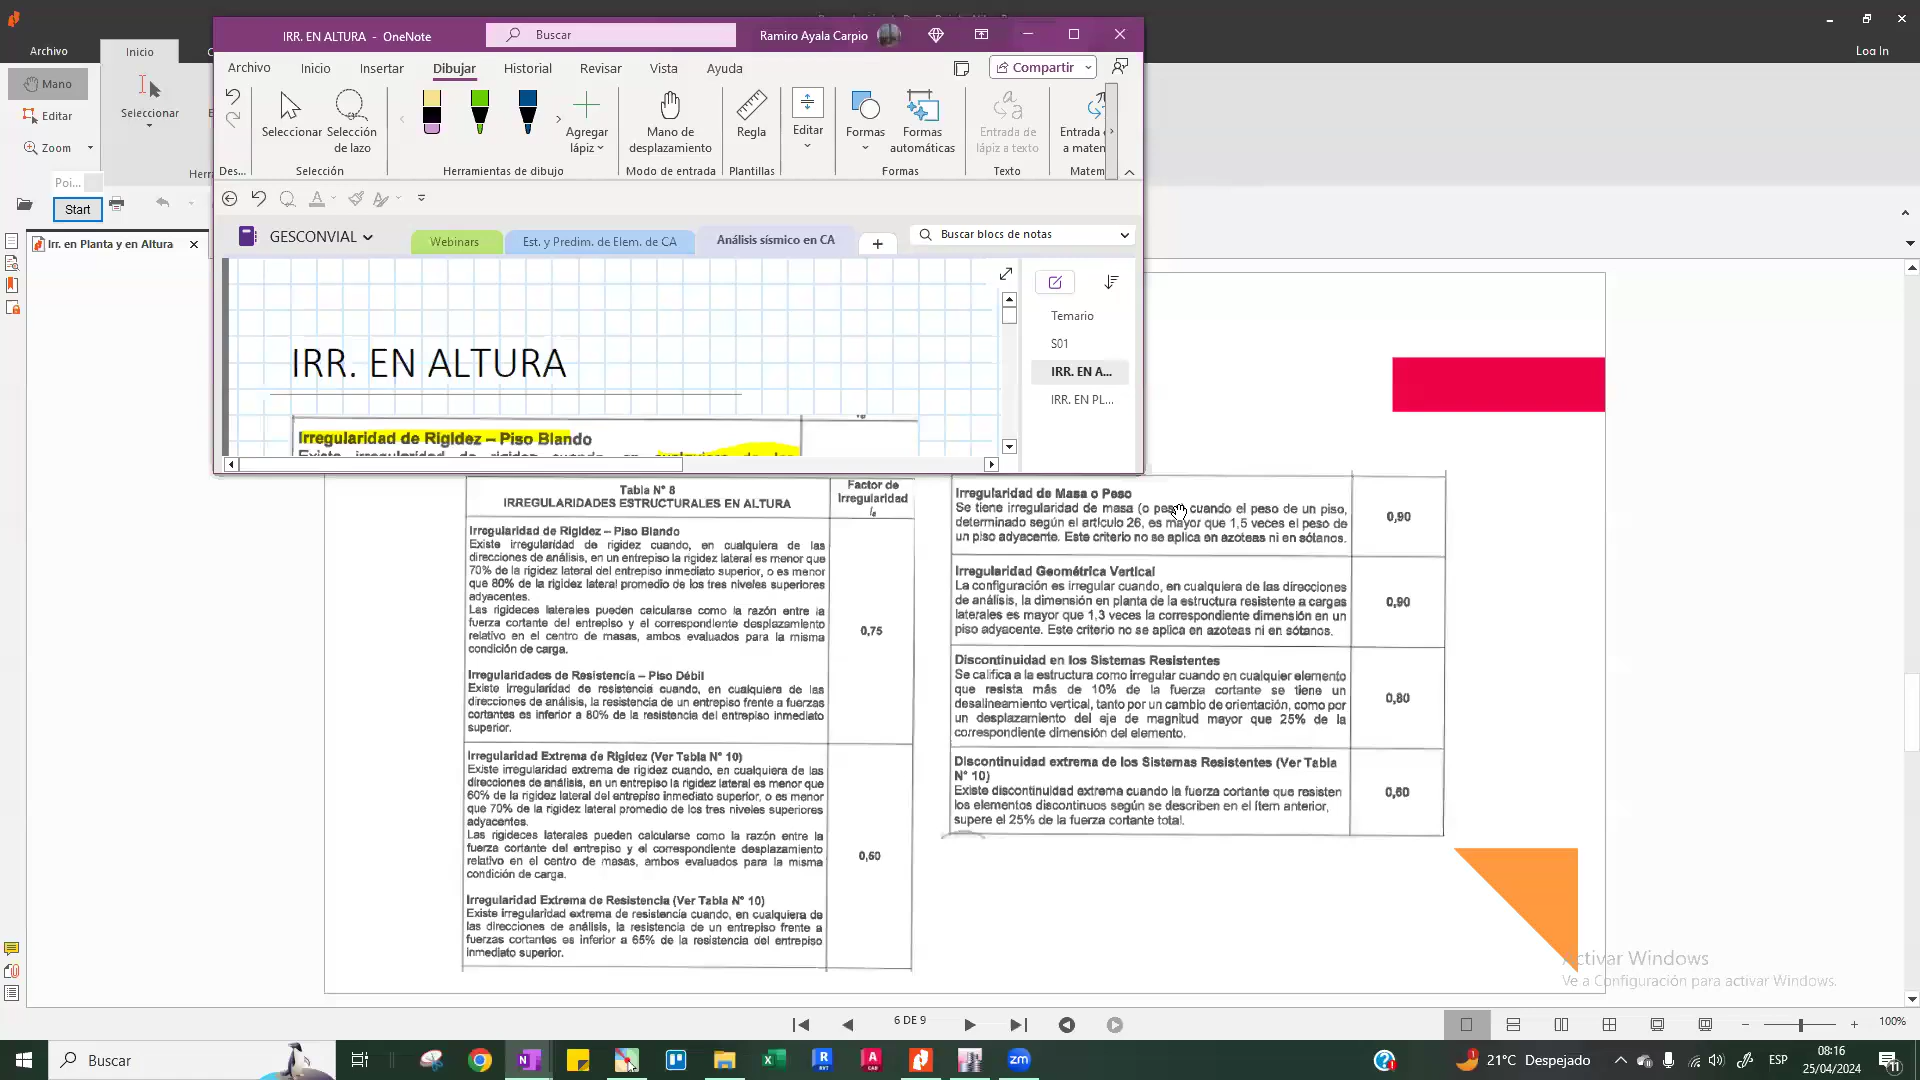 IRR. EN ALTURA - OneNote
Buscar
Ramiro Ayala Carpio
Log In
Archivo
Inicio
Archivo
Inicio
Insertar
Dibujar
Historial
Revisar
Vista
Ayuda
Compartir
Mano
Editar
Zoom
Seleccionar
Seleccionar
Selección
de lazo
Agregar
lápiz
Mano de
desplazamiento
Regla
Editar
Formas
Formas
automáticas
Entrada de
lápiz a texto
Entrada
a matem
Des...
Selección
Herramientas de dibujo
Modo de entrada
Plantillas
Formas
Texto
Matem
Herr
Poi...
Start
Irr. en Planta y en Altura
GESCONVIAL
Webinars
Est. y Predim. de Elem. de CA
Análisis sísmico en CA
Buscar blocs de notas
Temario
S01
IRR. EN A...
IRR. EN PL...
IRR. EN ALTURA
Irregularidad de Rigidez – Piso Blando
Existe irregularidad de rigidez cuando, en cualquiera de las
Tabla N° 8
IRREGULARIDADES ESTRUCTURALES EN ALTURA
Factor de
Irregularidad
Irregularidad de Rigidez – Piso Blando
Existe irregularidad de rigidez cuando, en cualquiera de las
direcciones de análisis, en un entrepiso la rigidez lateral es menor que
70% de la rigidez lateral del entrepiso inmediato superior, o es menor
que 80% de la rigidez lateral promedio de los tres niveles superiores
adyacentes.
Las rigideces laterales pueden calcularse como la razón entre la
fuerza cortante del entrepiso y el correspondiente desplazamiento
relativo en el centro de masas, ambos evaluados para la misma
condición de carga.
0,75
Irregularidades de Resistencia – Piso Débil
Existe irregularidad de resistencia cuando, en cualquiera de las
direcciones de análisis, la resistencia de un entrepiso frente a fuerzas
cortantes es inferior a 80% de la resistencia del entrepiso inmediato
superior.
Irregularidad Extrema de Rigidez (Ver Tabla N° 10)
Existe irregularidad extrema de rigidez cuando, en cualquiera de las
direcciones de análisis, en un entrepiso la rigidez lateral es menor que
60% de la rigidez lateral del entrepiso inmediato superior, o es menor
que 70% de la rigidez lateral promedio de los tres niveles superiores
adyacentes.
Las rigideces laterales pueden calcularse como la razón entre la
fuerza cortante del entrepiso y el correspondiente desplazamiento
relativo en el centro de masas, ambos evaluados para la misma
condición de carga.
0,50
Irregularidad Extrema de Resistencia (Ver Tabla N° 10)
Existe irregularidad extrema de resistencia cuando, en cualquiera de
las direcciones de análisis, la resistencia de un entrepiso frente a
fuerzas cortantes es inferior a 65% de la resistencia del entrepiso
inmediato superior.
Irregularidad de Masa o Peso
Se tiene irregularidad de masa (o peso) cuando el peso de un piso,
determinado según el artículo 26, es mayor que 1,5 veces el peso de
un piso adyacente. Este criterio no se aplica en azoteas ni en sótanos.
0,90
Irregularidad Geométrica Vertical
La configuración es irregular cuando, en cualquiera de las direcciones
de análisis, la dimensión en planta de la estructura resistente a cargas
laterales es mayor que 1,3 veces la correspondiente dimensión en un
piso adyacente. Este criterio no se aplica en azoteas ni en sótanos.
0,90
Discontinuidad en los Sistemas Resistentes
Se califica a la estructura como irregular cuando en cualquier elemento
que resista más de 10% de la fuerza cortante se tiene un
desalineamiento vertical, tanto por un cambio de orientación, como por
un desplazamiento del eje de magnitud mayor que 25% de la
correspondiente dimensión del elemento.
0,80
Discontinuidad extrema de los Sistemas Resistentes (Ver Tabla
N° 10)
Existe discontinuidad extrema cuando la fuerza cortante que resisten
los elementos discontinuos según se describen en el ítem anterior,
supere el 25% de la fuerza cortante total.
0,60
Activar Windows
Ve a Configuración para activar Windows.
6 DE 9
100%
Buscar
21°C Despejado
ESP
08:16
25/04/2024